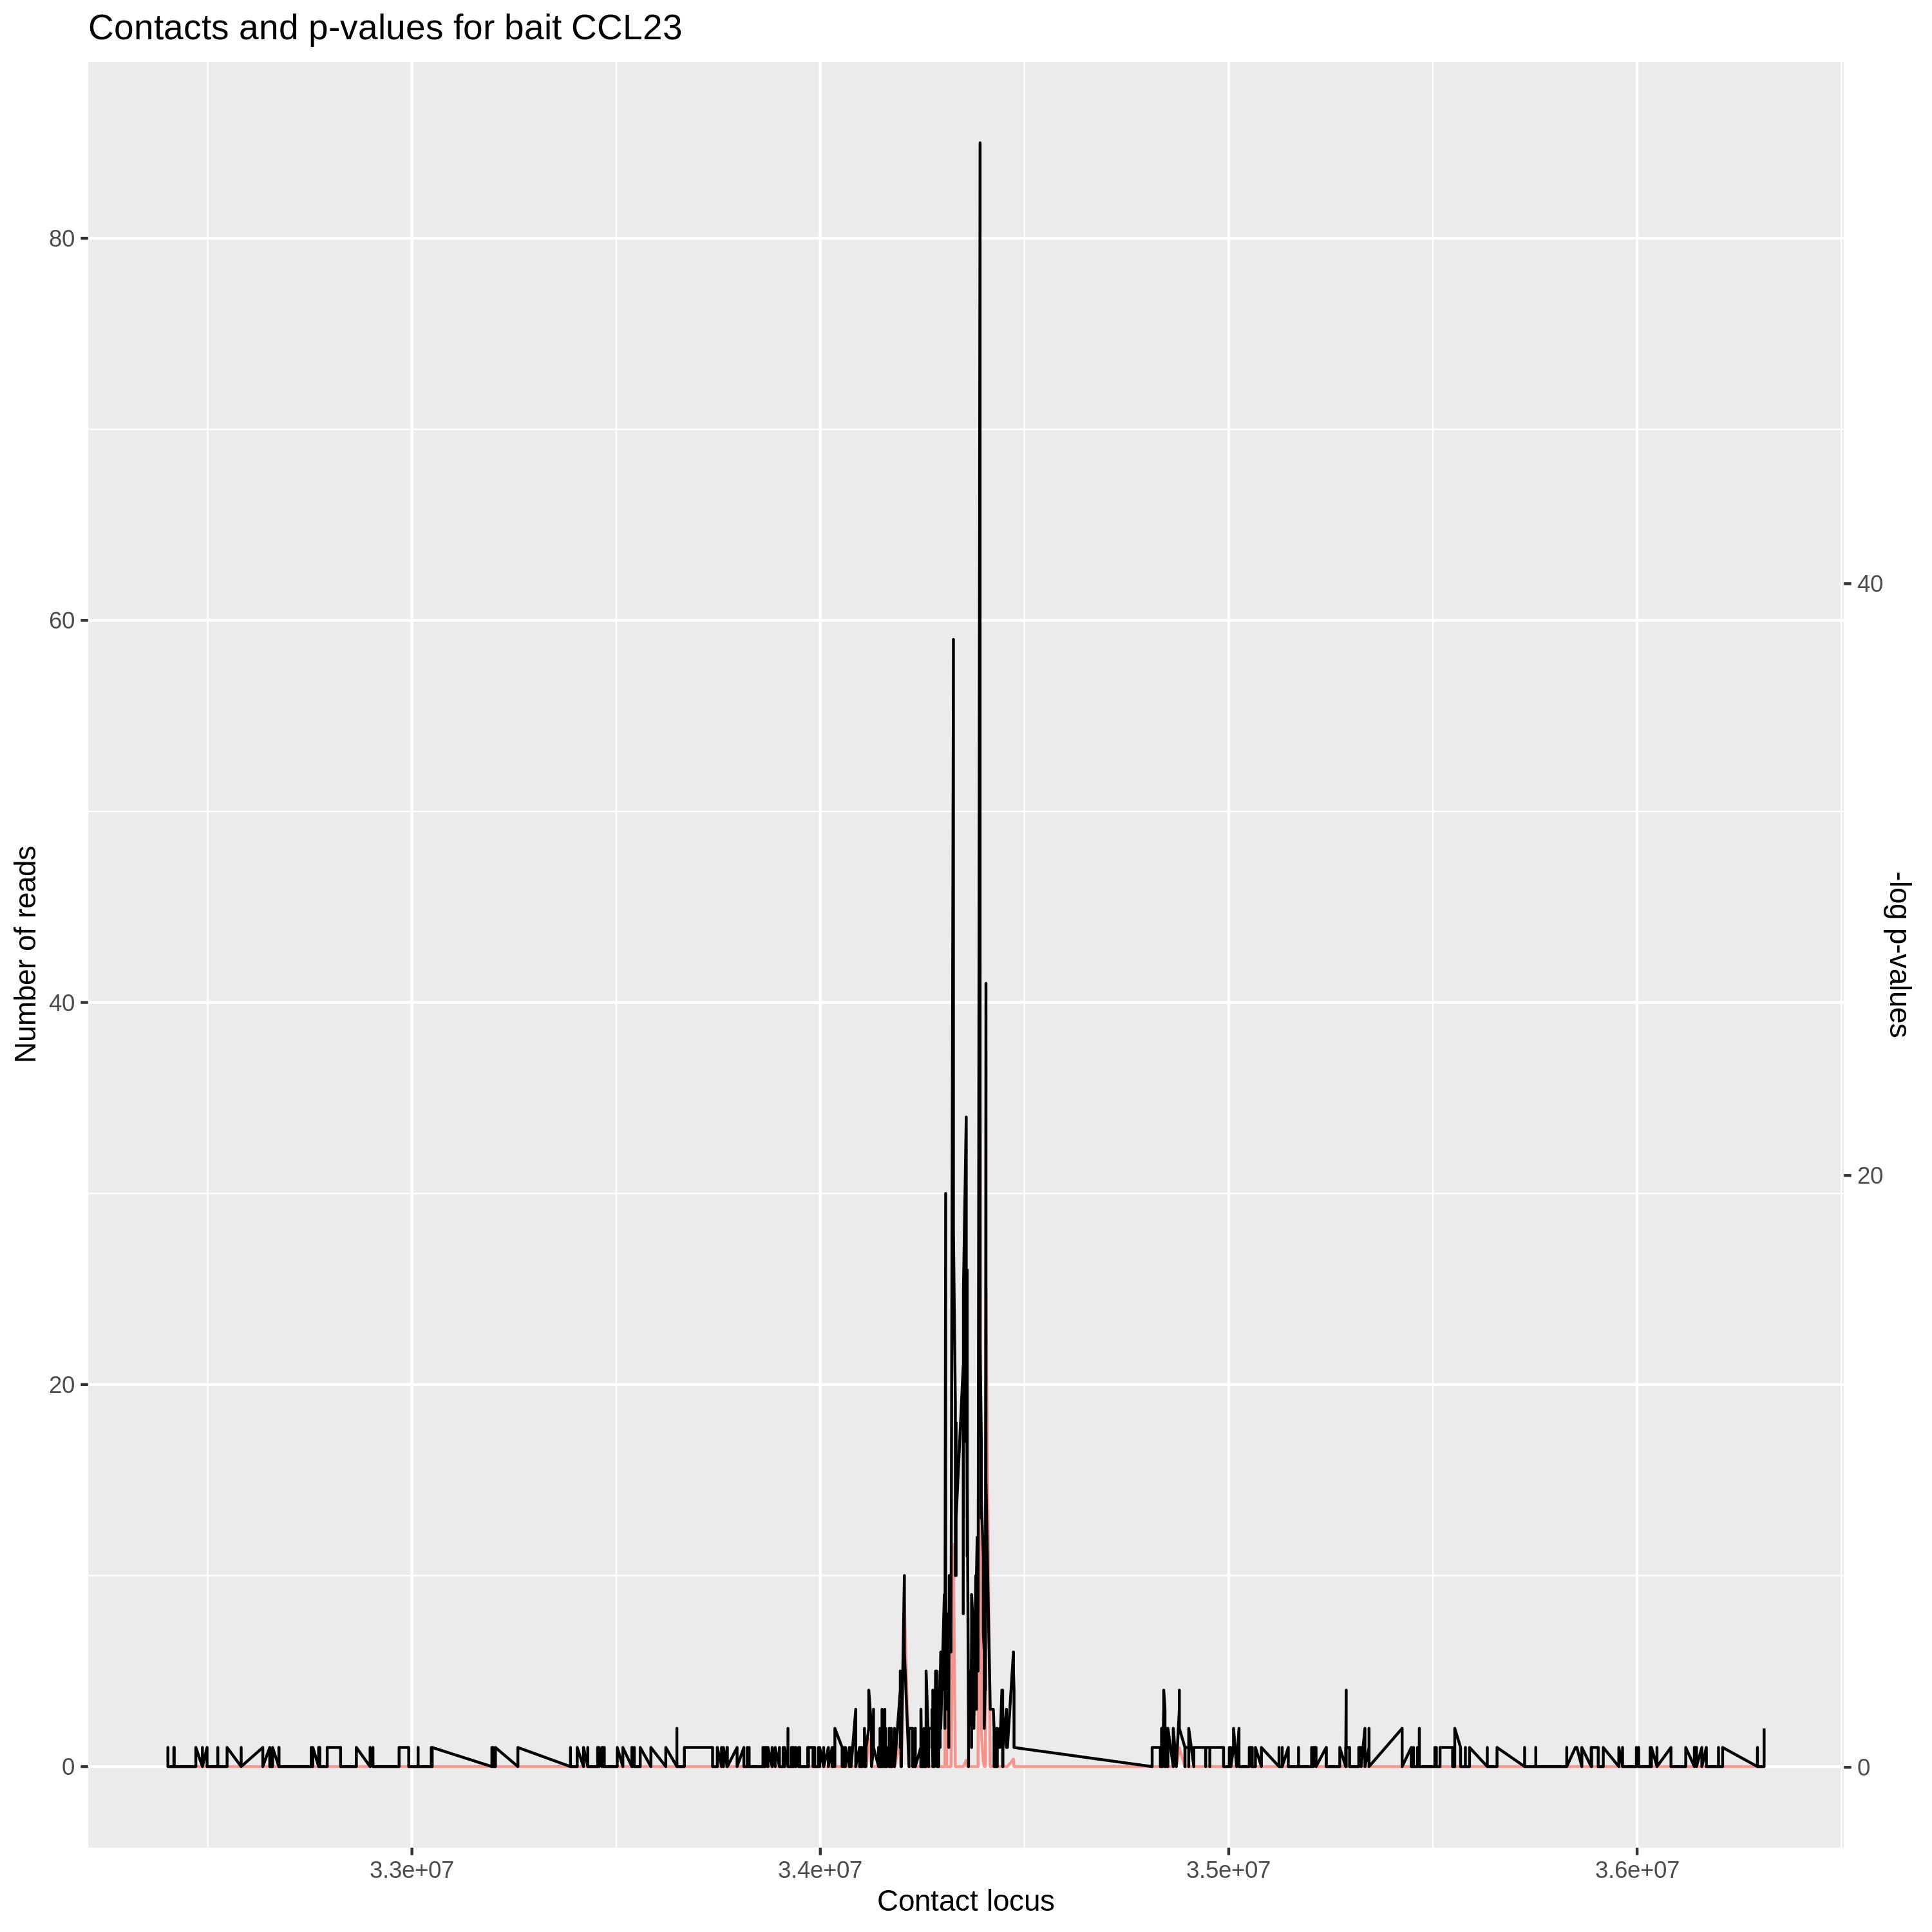 Contacts and p-values for bait CCL23
Number of reads
80
60
40
20
0
40
20
0
-log p-values
3.3e+07
3.4e+07
3.5e+07
3.6e+07
Contact locus